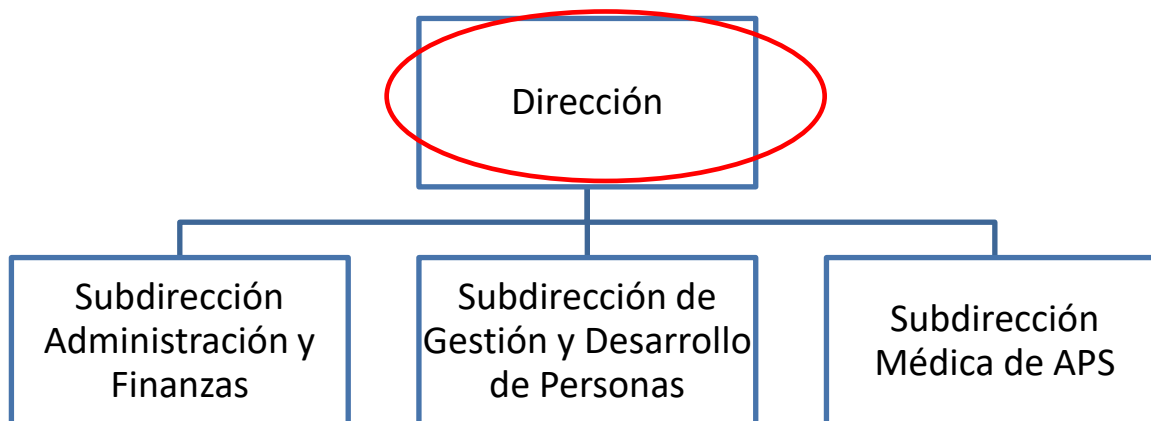 Dirección
Subdirección
Administración y
Finanzas
Subdirección de
Gestión y Desarrollo
de Personas
Subdirección
Médica de APS